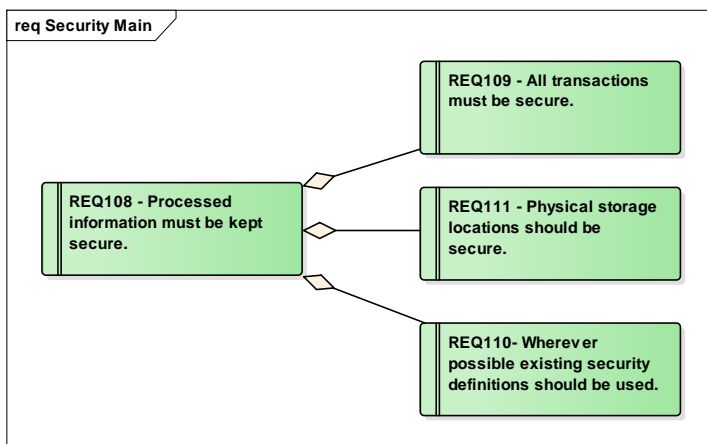 req Security Main
REQ109 - All transactions
must be secure.
REQ108 - Processed
information must be kept
secure.
REQ111 - Physical storage
locations should be
secure.
REQ110- Wherever
possible existing security
definitions should be used.